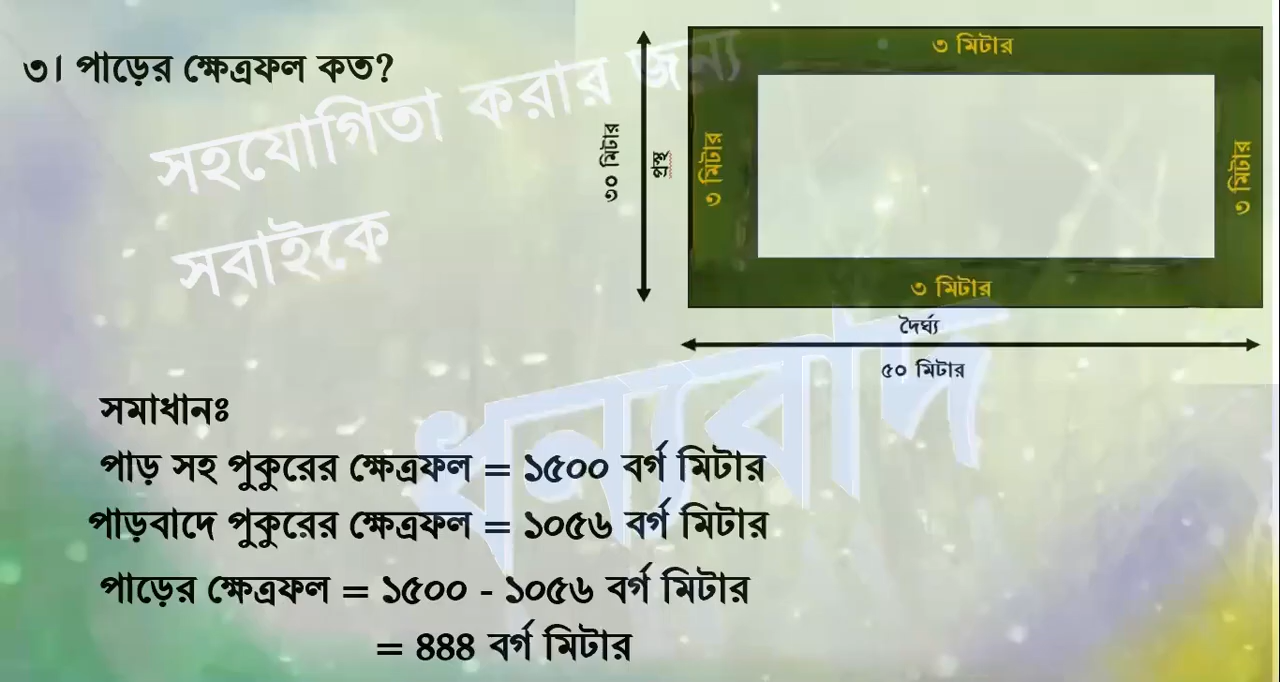 ৩। পাড়ের ক্ষেত্রফল কত?
সহযোগিতা করার জন্য
সবাইকে
ধন্যবাদ
৩ মিটার
৩ মিটার
৩ মিটার
৩ মিটার
৩০ মিটার
প্রস্থ
দৈর্ঘ্য
৫০ মিটার
সমাধানঃ
পাড় সহ পুকুরের ক্ষেত্রফল = ১৫০০ বর্গ মিটার
পাড়বাদে পুকুরের ক্ষেত্রফল = ১০৫৬ বর্গ মিটার
পাড়ের ক্ষেত্রফল = ১৫০০ - ১০৫৬ বর্গ মিটার
= ৪৪৪ বর্গ মিটার